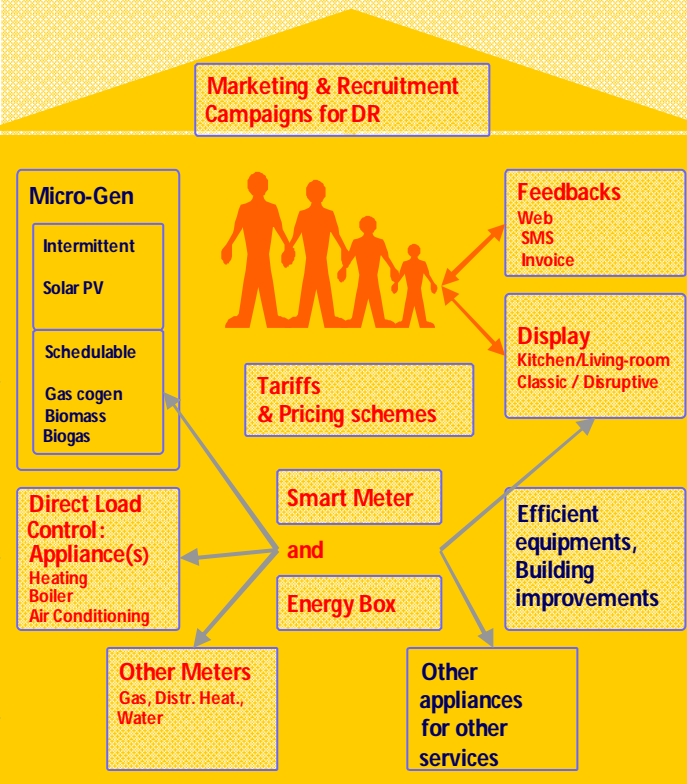 Marketing & Recruitment
Campaigns for DR
Micro-Gen
Intermittent
Solar PV
Schedulable
Gas cogen
Biomass
Biogas
Feedbacks
Web
SMS
Invoice
Display
Kitchen/Living-room
Classic / Disruptive
Tariffs
& Pricing schemes
Smart Meter
and
Energy Box
Direct Load
Control :
Appliance(s)
Heating
Boiler
Air Conditioning
Efficient
equipments,
Building
improvements
Other Meters
Gas, Distr. Heat.,
Water
Other
appliances
for other
services